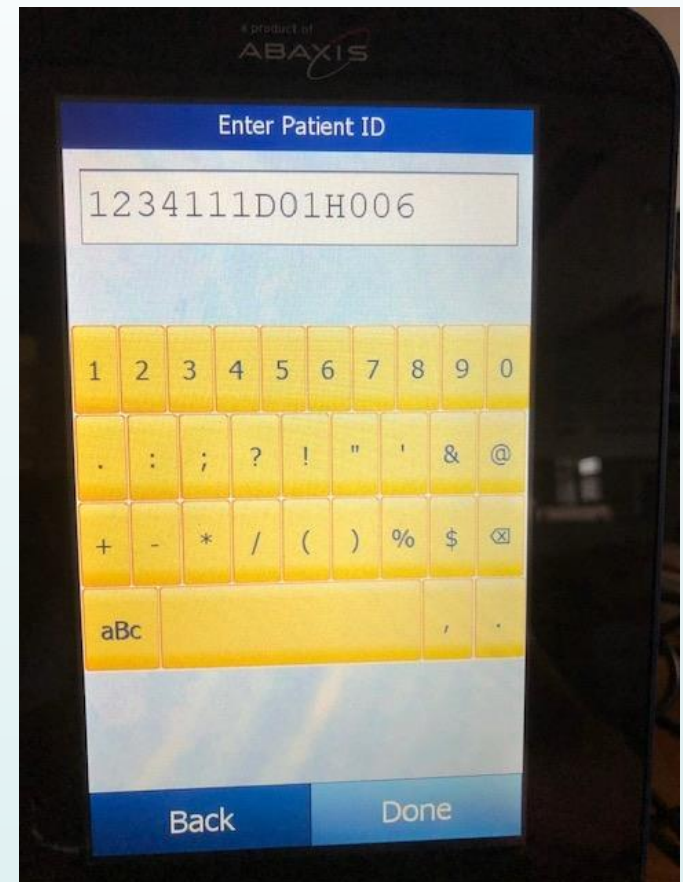 a product of
ABAXIS
Enter Patient ID
1234111D01H006
1 2 3 4 5 6 7 8 9 0
. : ; ? ! " ' & @
+ - * / ( ) % $ ⌫
aBc , .
Back Done